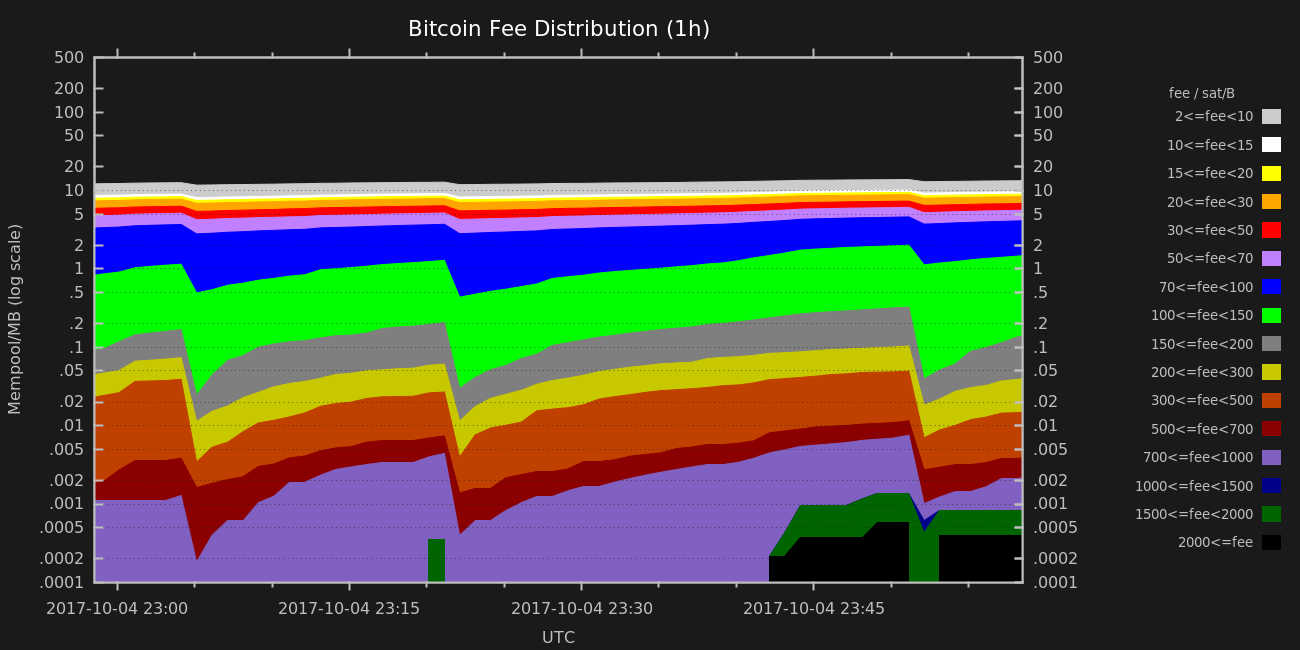 Bitcoin Fee Distribution (1h)
500
200
100
50
20
10
5
2
1
.5
.2
.1
.05
.02
.01
.005
.002
.001
.0005
.0002
.0001
Mempool/MB (log scale)
500
200
100
50
20
10
5
2
1
.5
.2
.1
.05
.02
.01
.005
.002
.001
.0005
.0002
.0001
2017-10-04 23:00
2017-10-04 23:15
2017-10-04 23:30
2017-10-04 23:45
UTC
fee / sat/B
2<=fee<10
10<=fee<15
15<=fee<20
20<=fee<30
30<=fee<50
50<=fee<70
70<=fee<100
100<=fee<150
150<=fee<200
200<=fee<300
300<=fee<500
500<=fee<700
700<=fee<1000
1000<=fee<1500
1500<=fee<2000
2000<=fee